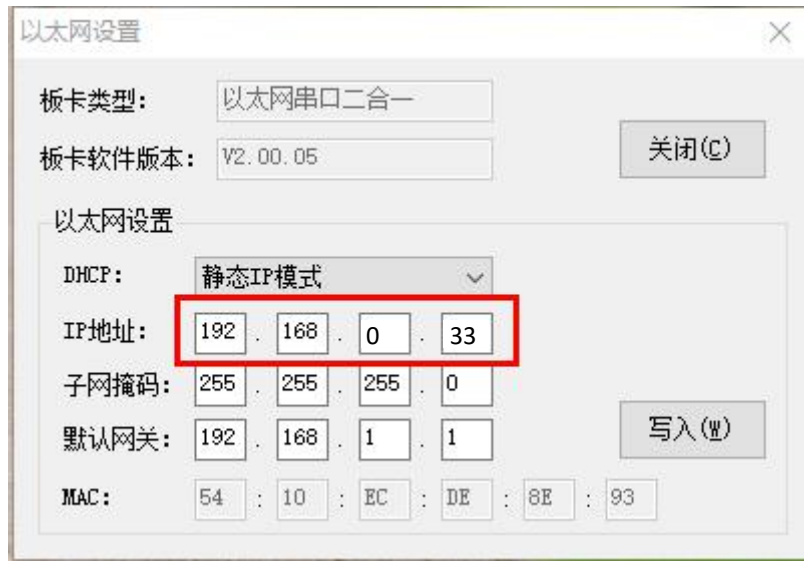 以太网设置
板卡类型: 以太网串口二合一
板卡软件版本: V2.00.05
关闭(C)
以太网设置
DHCP: 静态IP模式
IP地址: 192 . 168 . 0 . 33
子网掩码: 255 . 255 . 255 . 0
默认网关: 192 . 168 . 1 . 1
写入(W)
MAC: 54 : 10 : EC : DE : 8E : 93